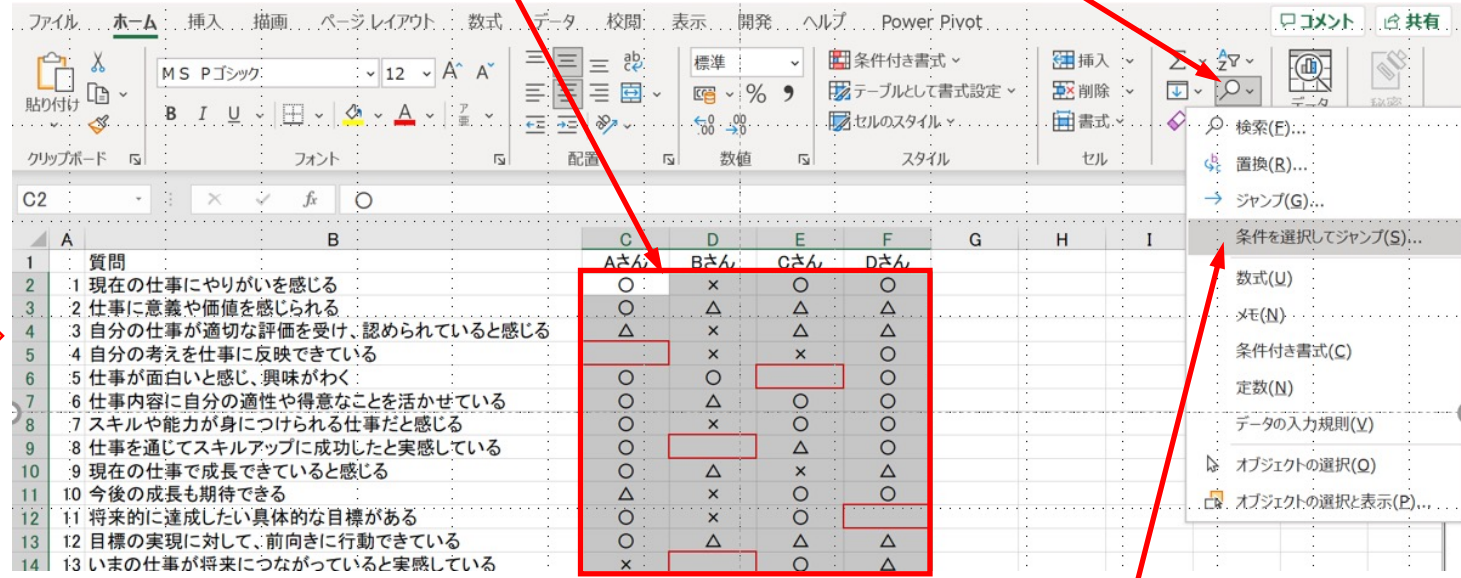 ファイル ホーム 挿入 描画 ページ レイアウト 数式 データ 校閲 表示 開発 ヘルプ Power Pivot コメント 共有
貼り付け ＭＳ Ｐゴシック 12 A^ A˅ ab 標準 条件付き書式 挿入 Σ AZ
B I U A ア亜 % 9 テーブルとして書式設定 削除
セルのスタイル 書式
クリップボード フォント 配置 数値 スタイル セル
検索(F)...
置換(R)...
ジャンプ(G)...
条件を選択してジャンプ(S)...
数式(U)
メモ(N)
条件付き書式(C)
定数(N)
データの入力規則(V)
オブジェクトの選択(O)
オブジェクトの選択と表示(P)...
C2 fx ○
A B C D E F G H I
1 質問 Aさん Bさん Cさん Dさん
2 1 現在の仕事にやりがいを感じる ○ × ○ ○
3 2 仕事に意義や価値を感じられる ○ △ △ △
4 3 自分の仕事が適切な評価を受け、認められていると感じる △ × △ △
5 4 自分の考えを仕事に反映できている × × ○
6 5 仕事が面白いと感じ、興味がわく ○ ○ ○
7 6 仕事内容に自分の適性や得意なことを活かせている ○ △ ○ ○
8 7 スキルや能力が身につけられる仕事だと感じる ○ × ○ ○
9 8 仕事を通じてスキルアップに成功したと実感している ○ △ ○
10 9 現在の仕事で成長できていると感じる ○ △ × △
11 10 今後の成長も期待できる △ × ○ ○
12 11 将来的に達成したい具体的な目標がある ○ × ○
13 12 目標の実現に対して、前向きに行動できている ○ △ △ △
14 13 いまの仕事が将来につながっていると実感している × ○ △